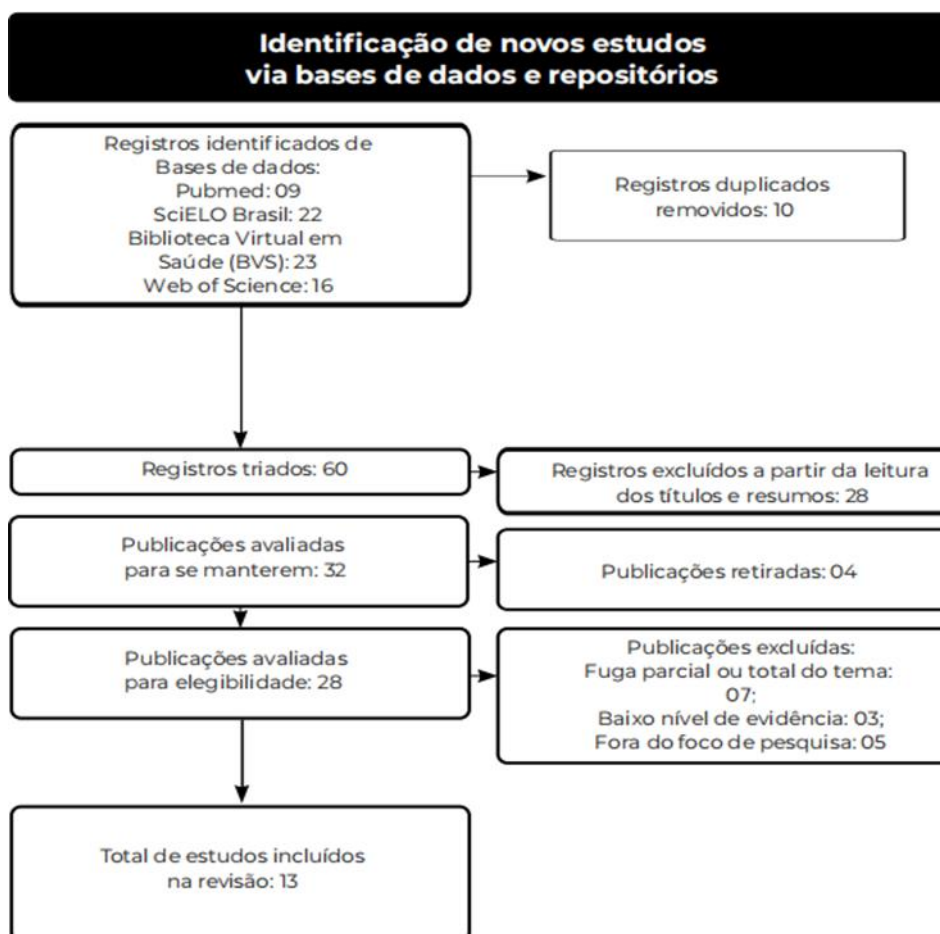 Identificação de novos estudos
via bases de dados e repositórios
Registros identificados de
Bases de dados:
Pubmed: 09
SciELO Brasil: 22
Biblioteca Virtual em
Saúde (BVS): 23
Web of Science: 16
Registros duplicados
removidos: 10
Registros triados: 60
Registros excluídos a partir da leitura
dos títulos e resumos: 28
Publicações avaliadas
para se manterem: 32
Publicações retiradas: 04
Publicações avaliadas
para elegibilidade: 28
Publicações excluídas:
Fuga parcial ou total do tema:
07;
Baixo nível de evidência: 03;
Fora do foco de pesquisa: 05
Total de estudos incluídos
na revisão: 13